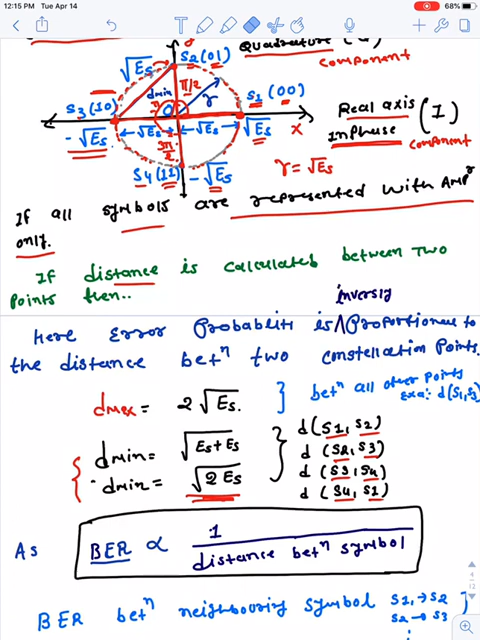 12:15 PM Tue Apr 14
68%
Quadrature (Q)
component
√Es
S2 (01)
dmin
π/2
S3 (10)
0
r
S1 (00)
Real axis (I)
Inphase
component
- √Es
√Es
√Es
√Es
x
3π/2
S4 (11)
- √Es
r = √Es
If all symbols are represented with AMPr
only.
If distance is calculated between Two
points then..
inversly
Here Error Probabliti is ∧ Proportional to
the distance betn two constellation Points.
dmax = 2 √Es.
betn all other points
Exa: d(S1,S3)
dmin = √Es + Es
dmin = √2 Es
d (S1, S2)
d (S2, S3)
d (S3, S4)
d (S4, S1)
As BER ∝ 1 / distance betn symbol
BER betn neighbouring symbol S1 → S2
S2 → S3